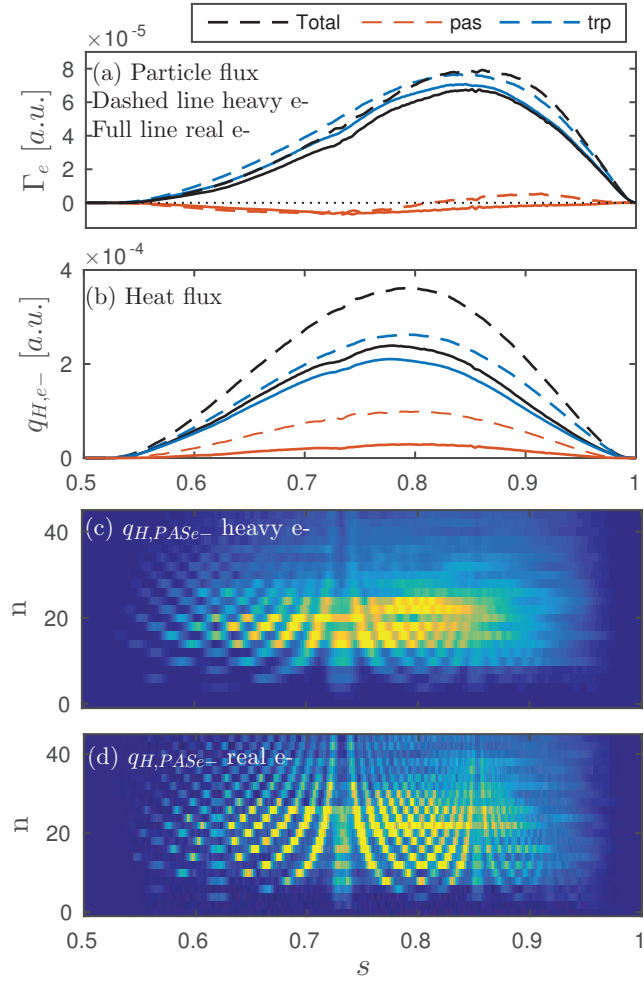 Total pas trp
×10⁻⁵
(a) Particle flux
Dashed line heavy e-
Full line real e-
Γₑ [a.u.]
8
6
4
2
0
×10⁻⁴
(b) Heat flux
q_{H,e−} [a.u.]
4
2
0
0.5 0.6 0.7 0.8 0.9 1
(c) q_{H,PASe−} heavy e-
n
40
20
0
(d) q_{H,PASe−} real e-
n
40
20
0
0.5 0.6 0.7 0.8 0.9 1
s